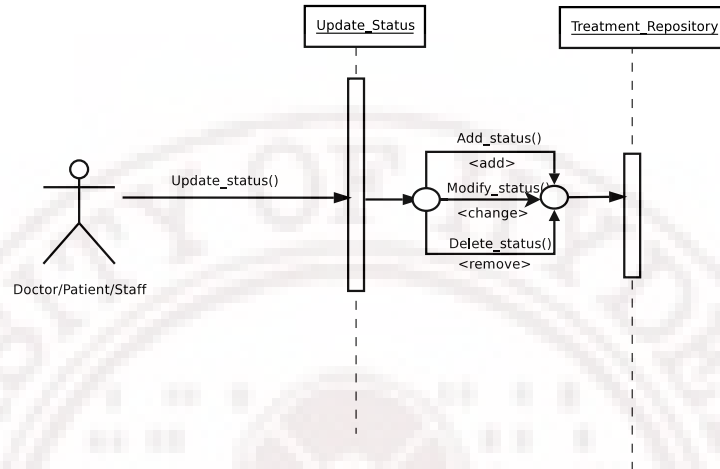 Update_Status
Treatment_Repository
Add_status()
<add>
Update_status()
Modify_status()
<change>
Delete_status()
<remove>
Doctor/Patient/Staff